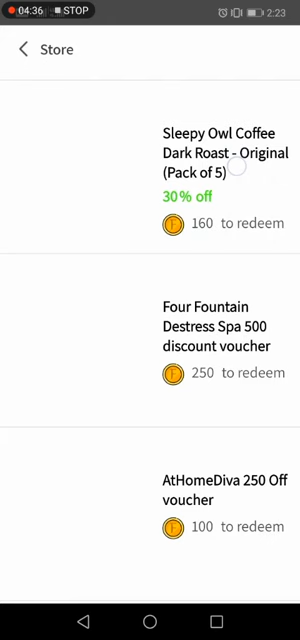 04:36 STOP 2:23
Store
Sleepy Owl Coffee
Dark Roast - Original
(Pack of 5)
30% off
160 to redeem
Four Fountain
Destress Spa 500
discount voucher
250 to redeem
AtHomeDiva 250 Off
voucher
100 to redeem